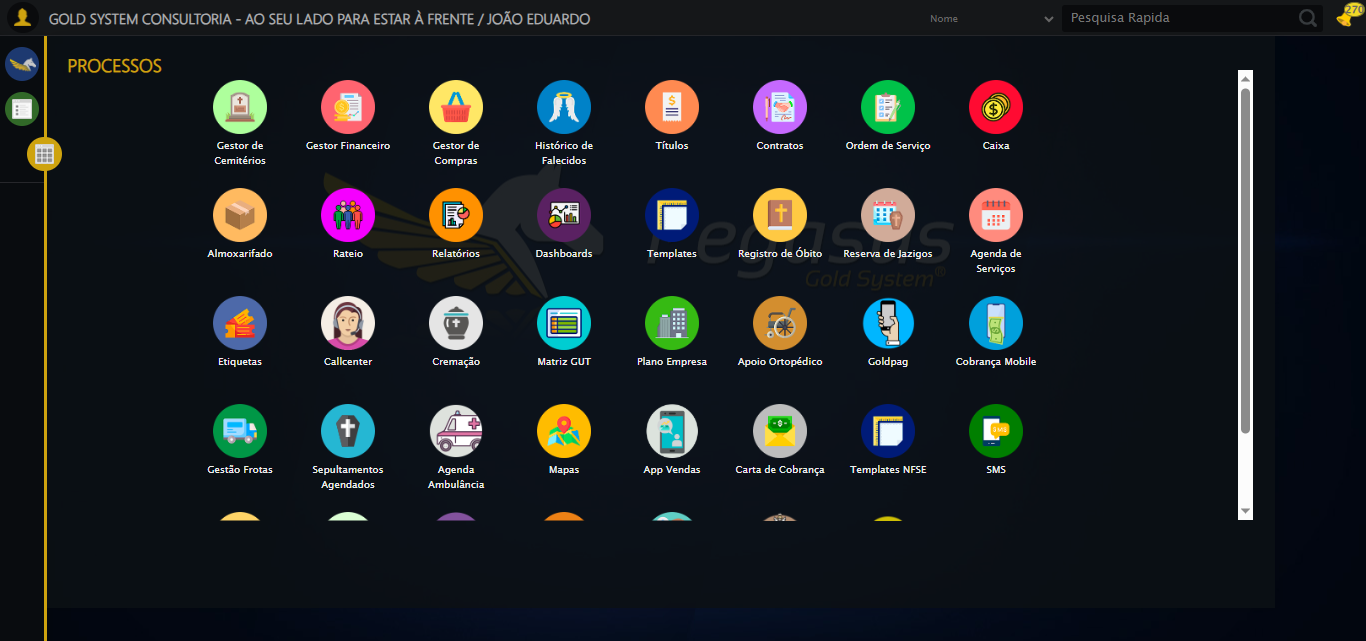 GOLD SYSTEM CONSULTORIA - AO SEU LADO PARA ESTAR À FRENTE / JOÃO EDUARDO
Nome
Pesquisa Rapida
270
PROCESSOS
Gestor de
Cemitérios
Gestor Financeiro
Gestor de
Compras
Histórico de
Falecidos
Títulos
Contratos
Ordem de Serviço
Caixa
Almoxarifado
Rateio
Relatórios
Dashboards
Templates
Registro de Óbito
Reserva de Jazigos
Agenda de
Serviços
Pegasus
Gold System®
Etiquetas
Callcenter
Cremação
Matriz GUT
Plano Empresa
Apoio Ortopédico
Goldpag
Cobrança Mobile
Gestão Frotas
Sepultamentos
Agendados
Agenda
Ambulância
Mapas
App Vendas
Carta de Cobrança
Templates NFSE
SMS
SMS